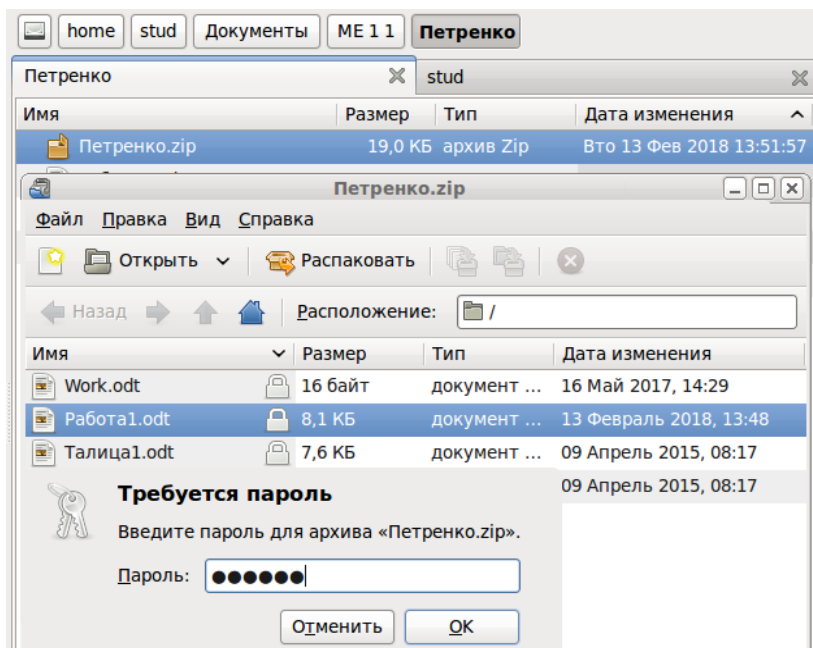 home stud Документы ME 1 1 Петренко
Петренко stud
Имя Размер Тип Дата изменения
Петренко.zip 19,0 КБ архив Zip Вто 13 Фев 2018 13:51:57
Петренко.zip
Файл Правка Вид Справка
Открыть Распаковать
Назад Расположение: /
Имя Размер Тип Дата изменения
Work.odt 16 байт документ ... 16 Май 2017, 14:29
Работа1.odt 8,1 КБ документ ... 13 Февраль 2018, 13:48
Талица1.odt 7,6 КБ документ ... 09 Апрель 2015, 08:17
09 Апрель 2015, 08:17
Требуется пароль
Введите пароль для архива «Петренко.zip».
Пароль: ●●●●●●
Отменить OK